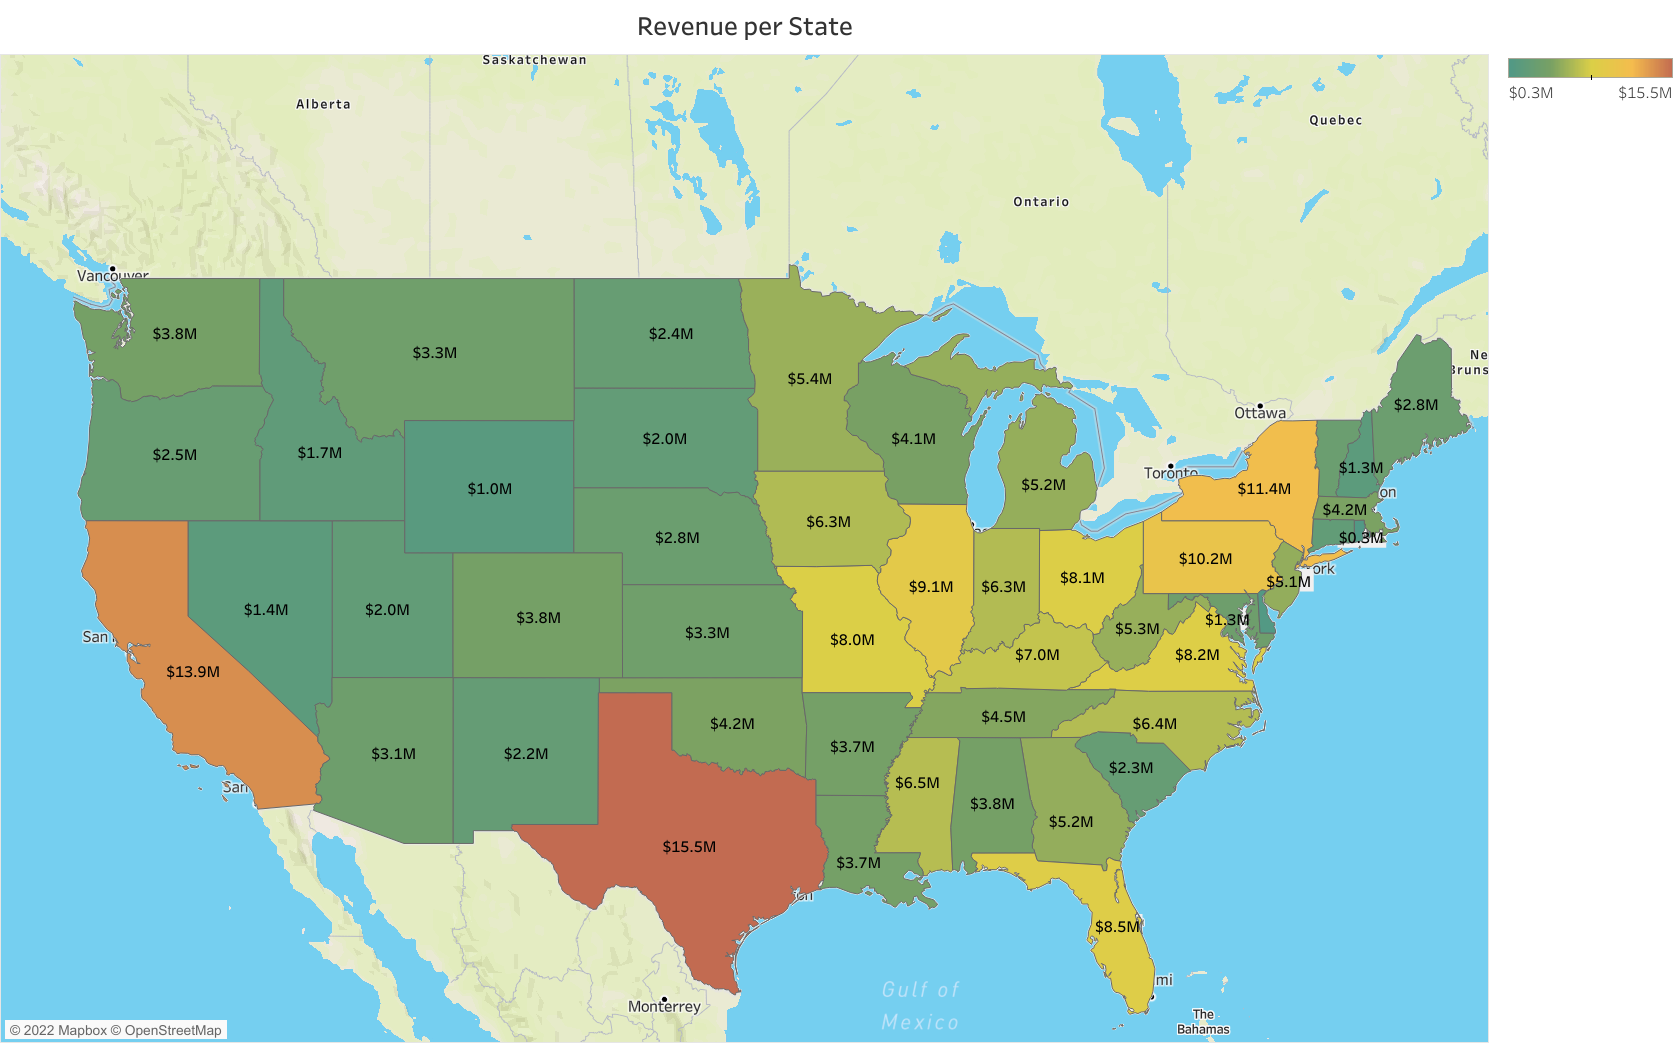 Revenue per State
Saskatchewan
$0.3M
$15.5M
Alberta
Quebec
Ontario
Vancouver
$3.8M
$2.4M
$3.3M
Ne
Bruns
$5.4M
$2.8M
Ottawa
$4.1M
$2.0M
$2.5M
$1.7M
$1.3M
Toronto
$5.2M
$11.4M
$1.0M
on
$4.2M
$6.3M
$2.8M
$0.3M
$10.2M
ork
$8.1M
$5.1M
$9.1M
$6.3M
$1.4M
$2.0M
$3.8M
$1.3M
$5.3M
$3.3M
San
$8.0M
$7.0M
$8.2M
$13.9M
$4.5M
$4.2M
$6.4M
$3.1M
$2.2M
$3.7M
$2.3M
$6.5M
San
$3.8M
$5.2M
$15.5M
$3.7M
$8.5M
mi
Gulf of
Mexico
Monterrey
The
Bahamas
© 2022 Mapbox © OpenStreetMap